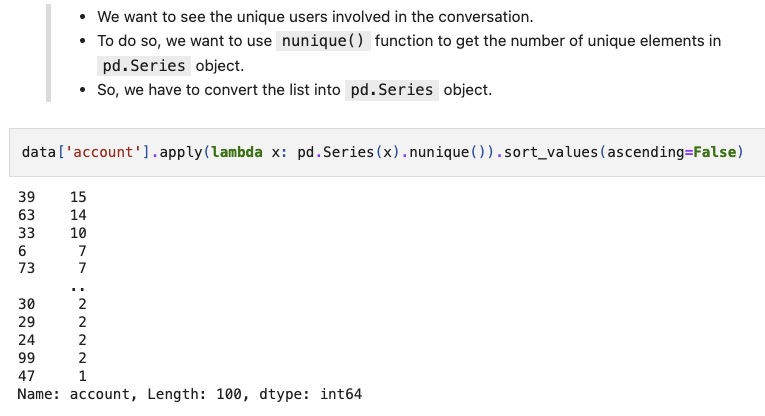 • We want to see the unique users involved in the conversation.
• To do so, we want to use nunique() function to get the number of unique elements in
pd.Series object.
• So, we have to convert the list into pd.Series object.
data['account'].apply(lambda x: pd.Series(x).nunique()).sort_values(ascending=False)
39    15
63    14
33    10
6      7
73     7
      ..
30     2
29     2
24     2
99     2
47     1
Name: account, Length: 100, dtype: int64